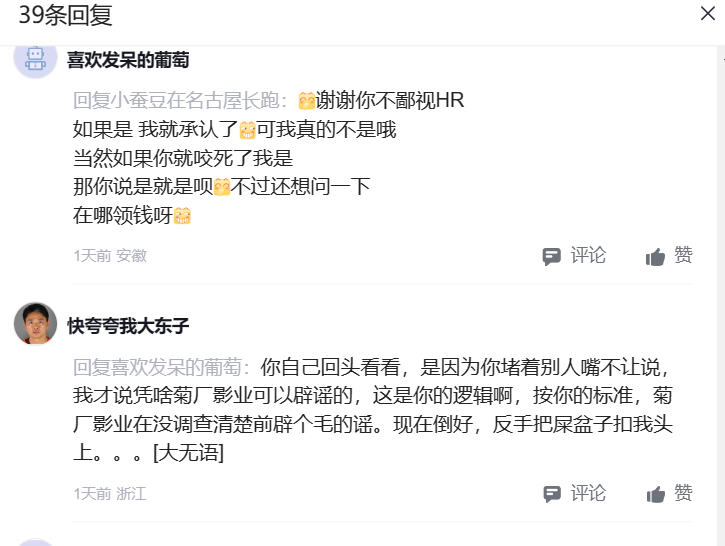 39条回复
喜欢发呆的葡萄
回复小蚕豆在名古屋长跑：谢谢你不鄙视HR
如果是 我就承认了可我真的不是哦
当然如果你就咬死了我是
那你说是就是呗不过还想问一下
在哪领钱呀
1天前 安徽
评论
赞
快夸夸我大东子
回复喜欢发呆的葡萄：你自己回头看看，是因为你堵着别人嘴不让说，
我才说凭啥菊厂影业可以辟谣的，这是你的逻辑啊，按你的标准，菊
厂影业在没调查清楚前辟个毛的谣。现在倒好，反手把屎盆子扣我头
上。。。[大无语]
1天前 浙江
评论
赞